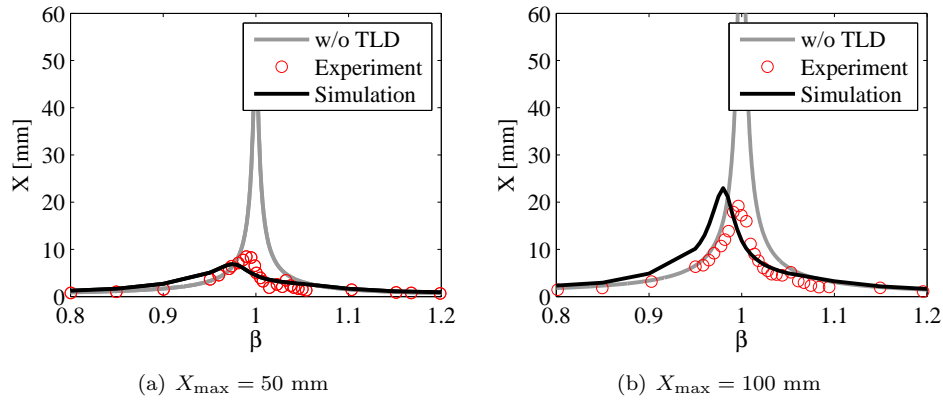 60
50
40
30
20
10
0
X [mm]
w/o TLD
Experiment
Simulation
0.8 0.9 1 1.1 1.2
β
(a) X_max = 50 mm
60
50
40
30
20
10
0
X [mm]
w/o TLD
Experiment
Simulation
0.8 0.9 1 1.1 1.2
β
(b) X_max = 100 mm